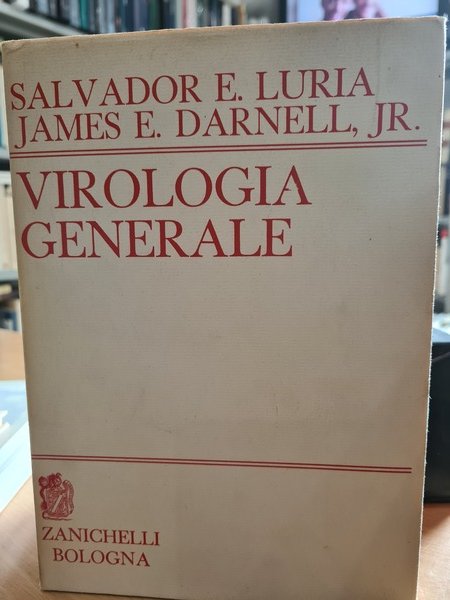 SALVADOR E. LURIA
JAMES E. DARNELL, JR.
VIROLOGIA
GENERALE
ZANICHELLI
BOLOGNA